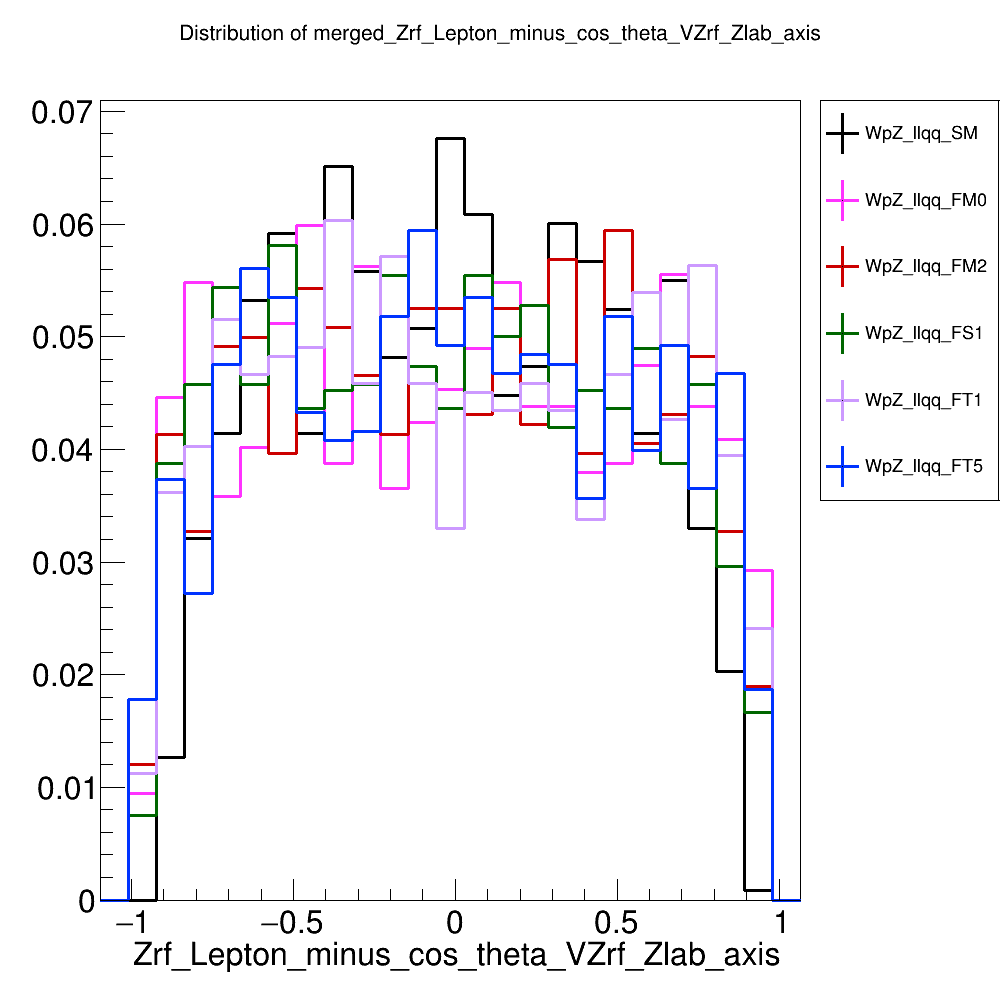 Distribution of merged_Zrf_Lepton_minus_cos_theta_VZrf_Zlab_axis
0.07
0.06
0.05
0.04
0.03
0.02
0.01
0
−1
−0.5
0
0.5
1
Zrf_Lepton_minus_cos_theta_VZrf_Zlab_axis
WpZ_llqq_SM
WpZ_llqq_FM0
WpZ_llqq_FM2
WpZ_llqq_FS1
WpZ_llqq_FT1
WpZ_llqq_FT5